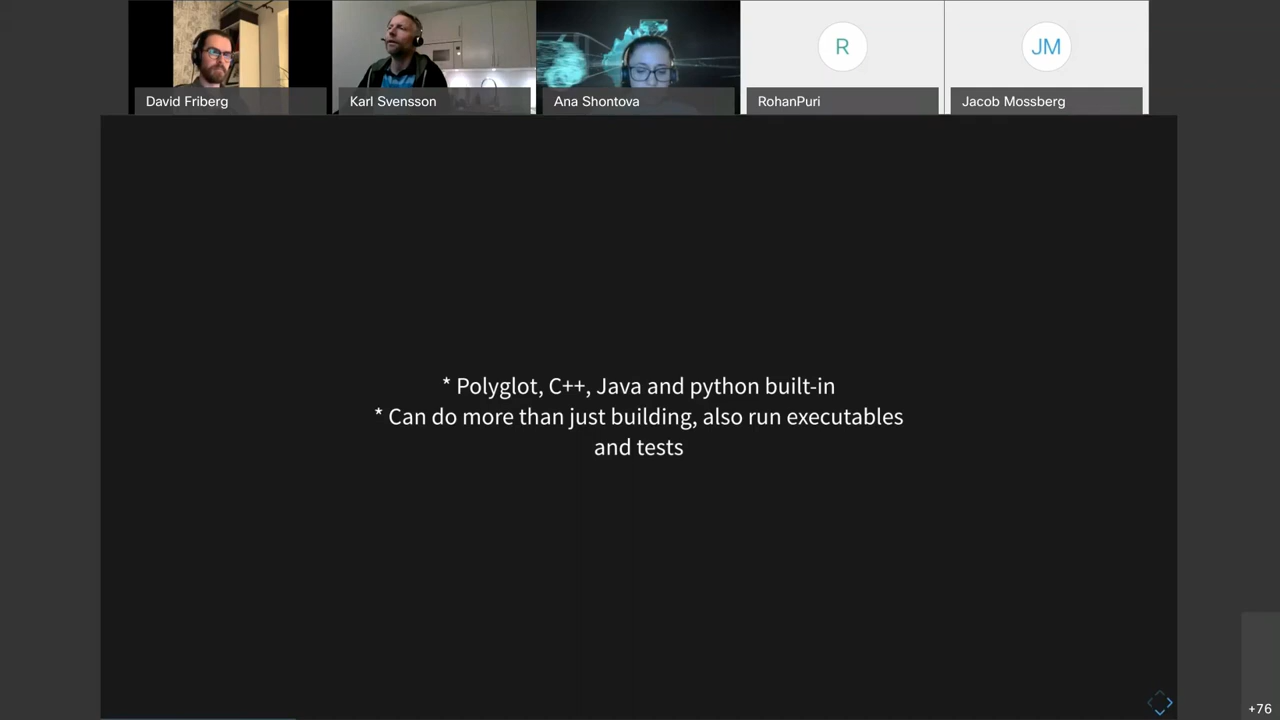 David Friberg
Karl Svensson
Ana Shontova
R
RohanPuri
JM
Jacob Mossberg
* Polyglot, C++, Java and python built-in
* Can do more than just building, also run executables
and tests
+76